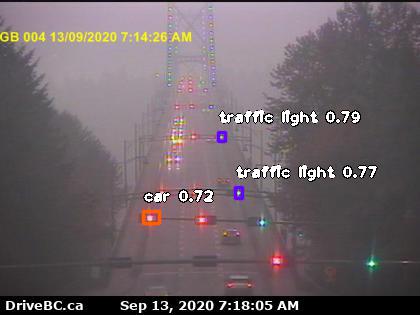 GB 004 13/09/2020 7:14:26 AM
traffic light 0.79
traffic light 0.77
car 0.72
DriveBC.ca Sep 13, 2020 7:18:05 AM